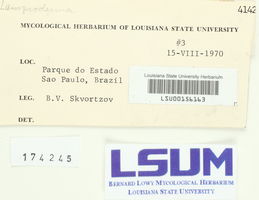 Lamproderma
4142
MYCOLOGICAL HERBARIUM OF LOUISIANA STATE UNIVERSITY
#3
15-VIII-1970
LOC.
Parque do Estado
Sao Paulo, Brazil
Louisiana State University Herbarium
LSU00156163
LEG. B.V. Skvortzov
DET.
174245
LSUM
BERNARD LOWY MYCOLOGICAL HERBARIUM
LOUISIANA STATE UNIVERSITY